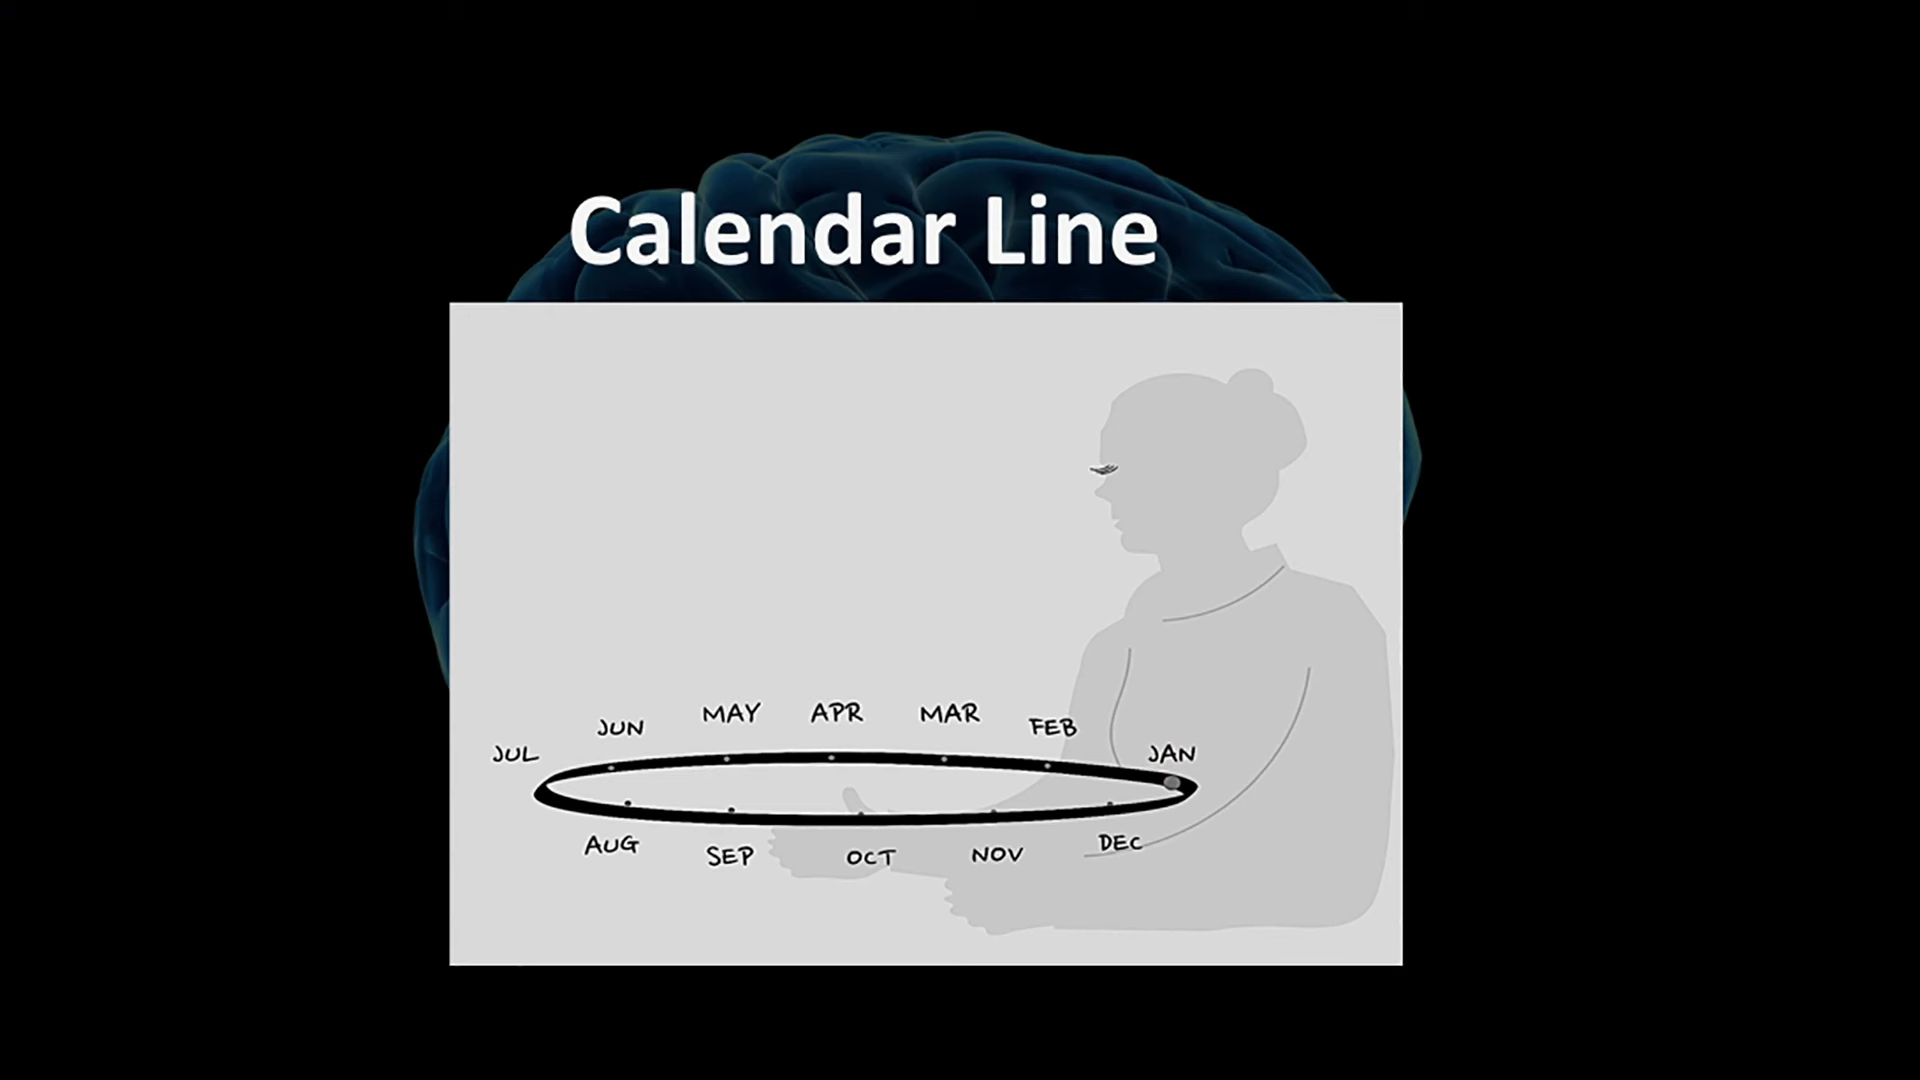 Calendar Line
MAY APR MAR
JUN FEB
JUL JAN
AUG SEP OCT NOV DEC